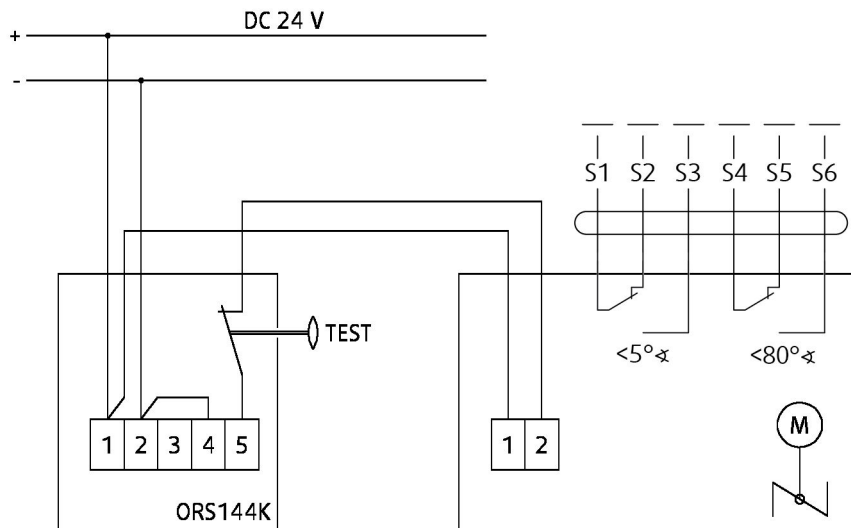 DC 24 V
+
-
S1 S2 S3 S4 S5 S6
TEST
<5°∢ <80°∢
1 2 3 4 5
1 2
M
ORS144K